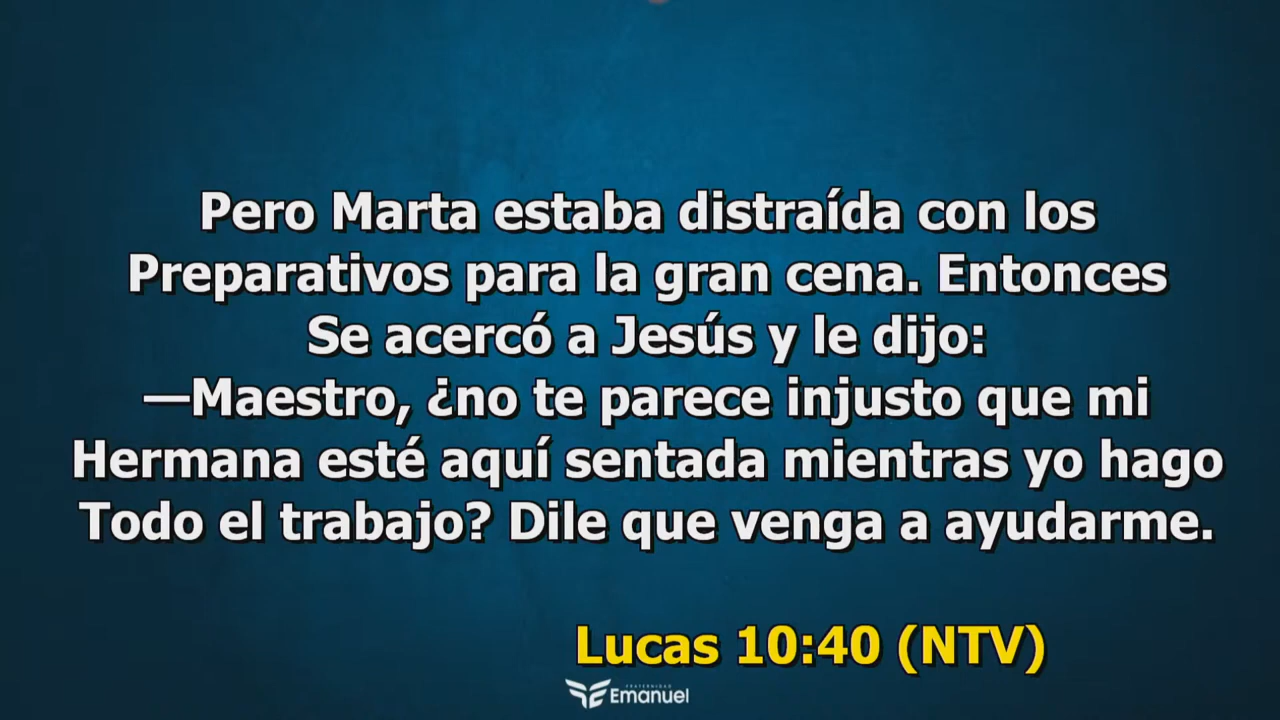 Pero Marta estaba distraída con los
Preparativos para la gran cena. Entonces
Se acercó a Jesús y le dijo:
—Maestro, ¿no te parece injusto que mi
Hermana esté aquí sentada mientras yo hago
Todo el trabajo? Dile que venga a ayudarme.
Lucas 10:40 (NTV)
FRATERNIDAD
Emanuel